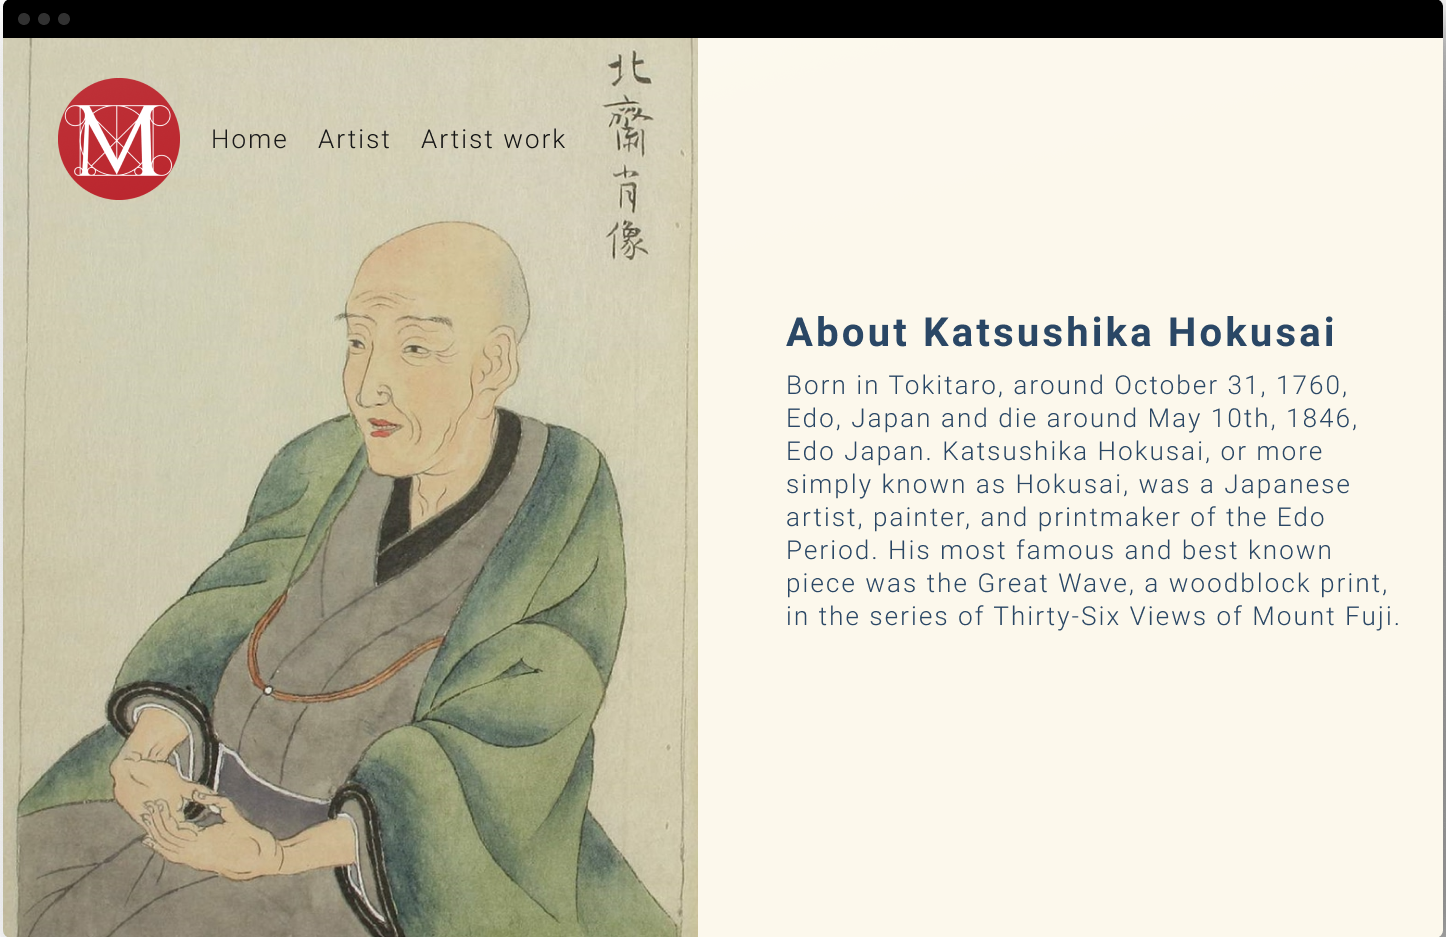 M
Home Artist Artist work
北齋肖像
About Katsushika Hokusai
Born in Tokitaro, around October 31, 1760,
Edo, Japan and die around May 10th, 1846,
Edo Japan. Katsushika Hokusai, or more
simply known as Hokusai, was a Japanese
artist, painter, and printmaker of the Edo
Period. His most famous and best known
piece was the Great Wave, a woodblock print,
in the series of Thirty-Six Views of Mount Fuji.